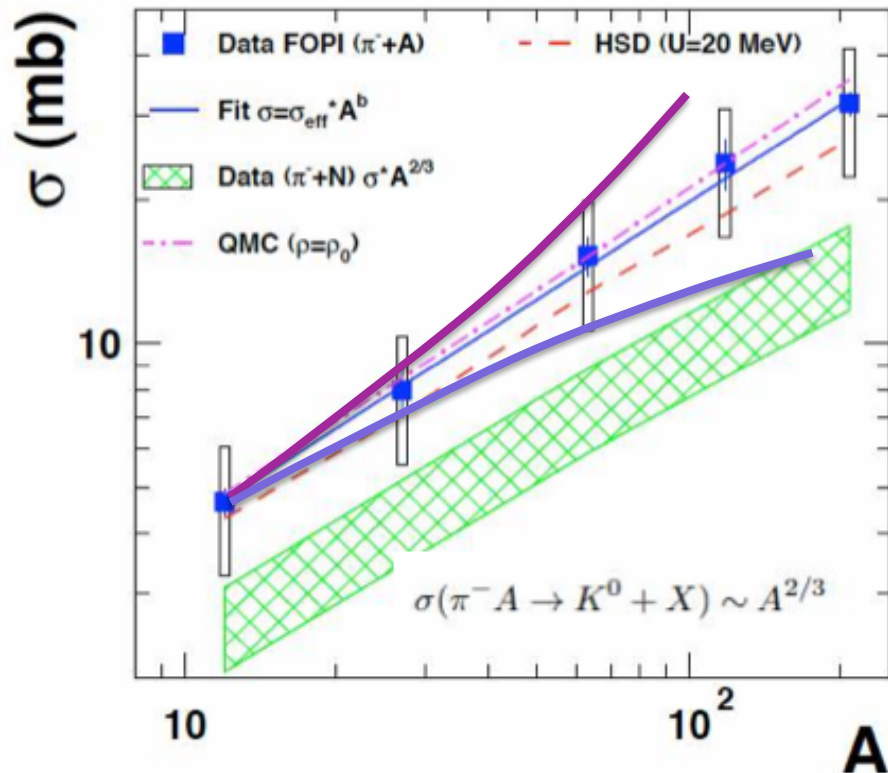 σ (mb)
Data FOPI (π⁻+A)
HSD (U=20 MeV)
Fit σ=σ_eff*A^b
Data (π⁻+N) σ*A^2/3
QMC (ρ=ρ₀)
10
σ(π⁻A → K⁰ + X) ∼ A^2/3
10
10²
A